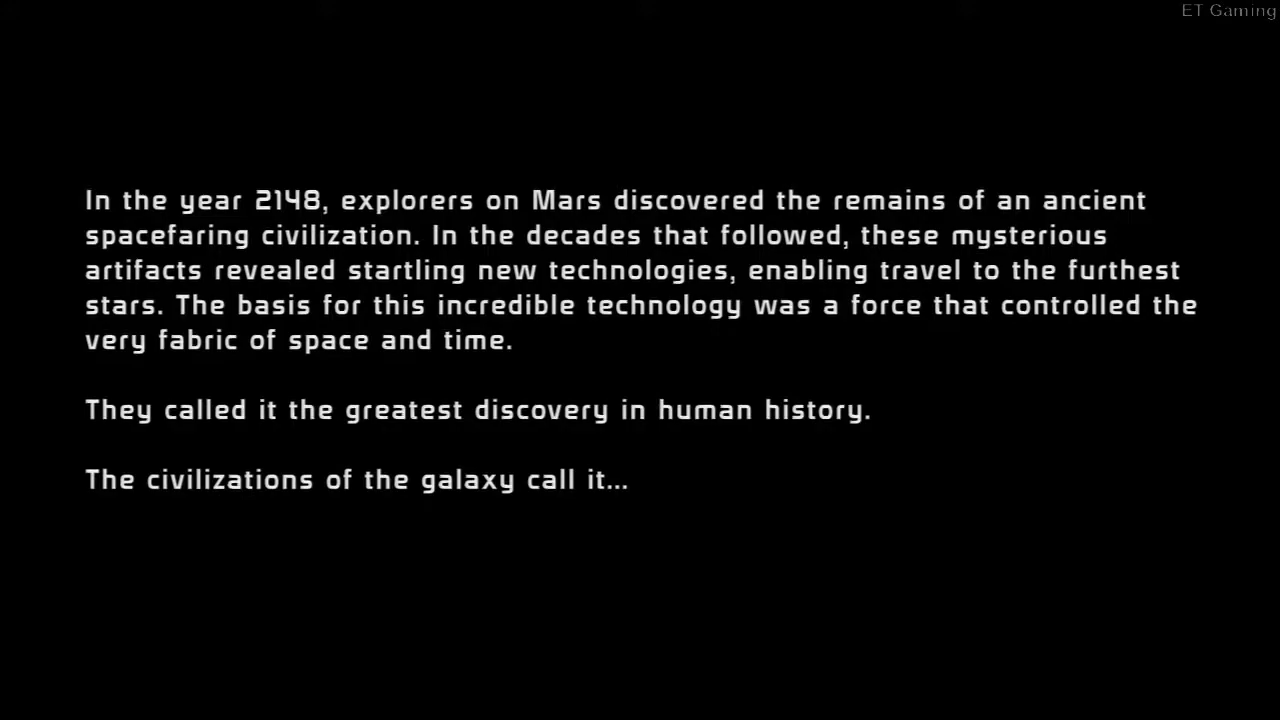 ET Gaming
In the year 2148, explorers on Mars discovered the remains of an ancient
spacefaring civilization. In the decades that followed, these mysterious
artifacts revealed startling new technologies, enabling travel to the furthest
stars. The basis for this incredible technology was a force that controlled the
very fabric of space and time.
They called it the greatest discovery in human history.
The civilizations of the galaxy call it...